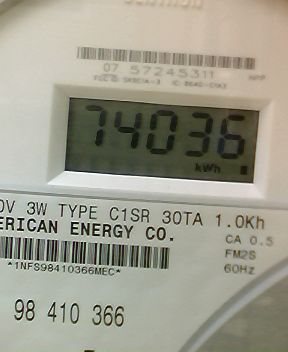 07 57245311
74036
kWh
0V 3W TYPE C1SR 30TA 1.0Kh
ERICAN ENERGY CO.
CA 0.5
FM2S
*1NFS98410366MEC*
60Hz
98 410 366